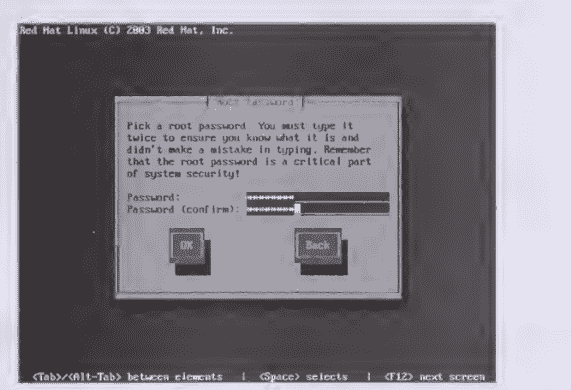 Red Hat Linux (C) 2003 Red Hat, Inc.
Root Password
Pick a root password. You must type it
twice to ensure you know what it is and
didn't make a mistake in typing. Remember
that the root password is a critical part
of system security!
Password: ********
Password (confirm): ********
OK Back
<Tab>/<Alt-Tab> between elements | <Space> selects | <F12> next screen